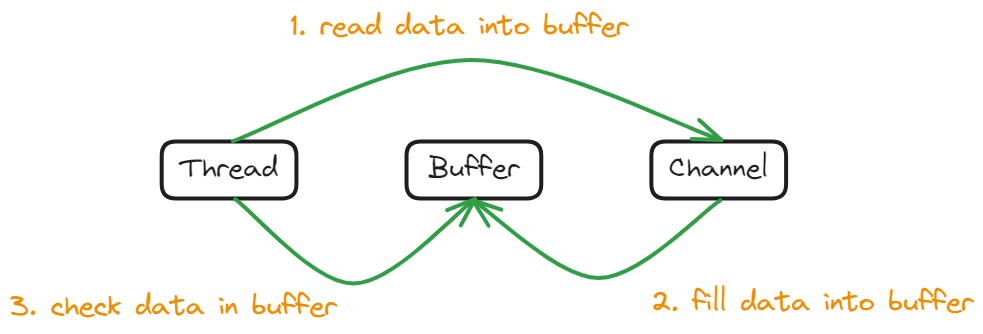 1. read data into buffer
Thread
Buffer
Channel
3. check data in buffer
2. fill data into buffer